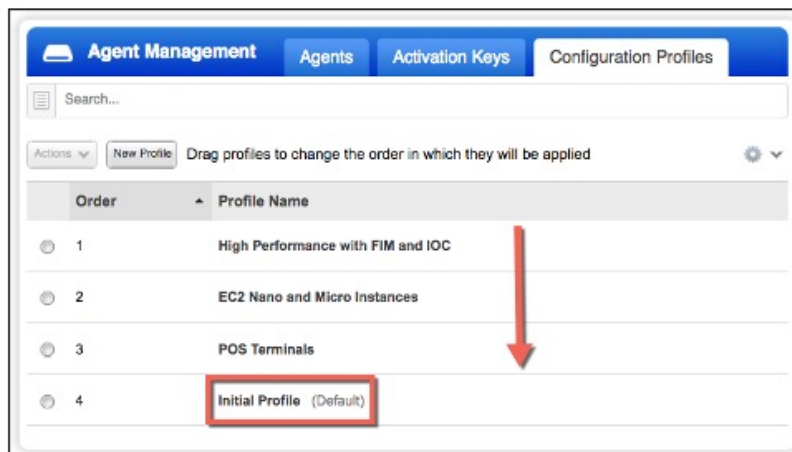 Agent Management Agents Activation Keys Configuration Profiles
Search...
Actions New Profile Drag profiles to change the order in which they will be applied
Order Profile Name
1 High Performance with FIM and IOC
2 EC2 Nano and Micro Instances
3 POS Terminals
4 Initial Profile (Default)